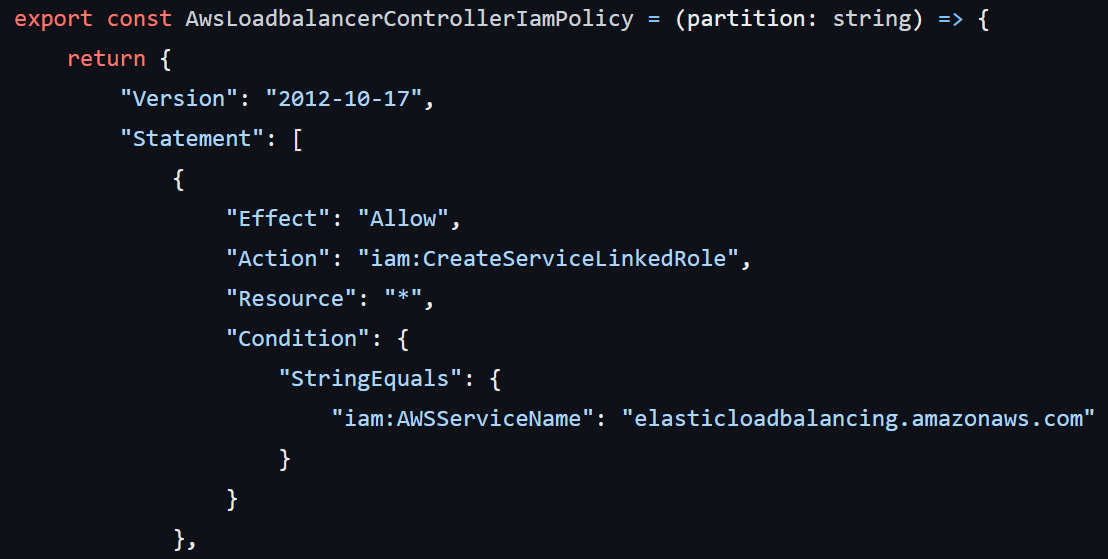 export const AwsLoadbalancerControllerIamPolicy = (partition: string) => {
    return {
        "Version": "2012-10-17",
        "Statement": [
            {
                "Effect": "Allow",
                "Action": "iam:CreateServiceLinkedRole",
                "Resource": "*",
                "Condition": {
                    "StringEquals": {
                        "iam:AWSServiceName": "elasticloadbalancing.amazonaws.com"
                    }
                }
            },